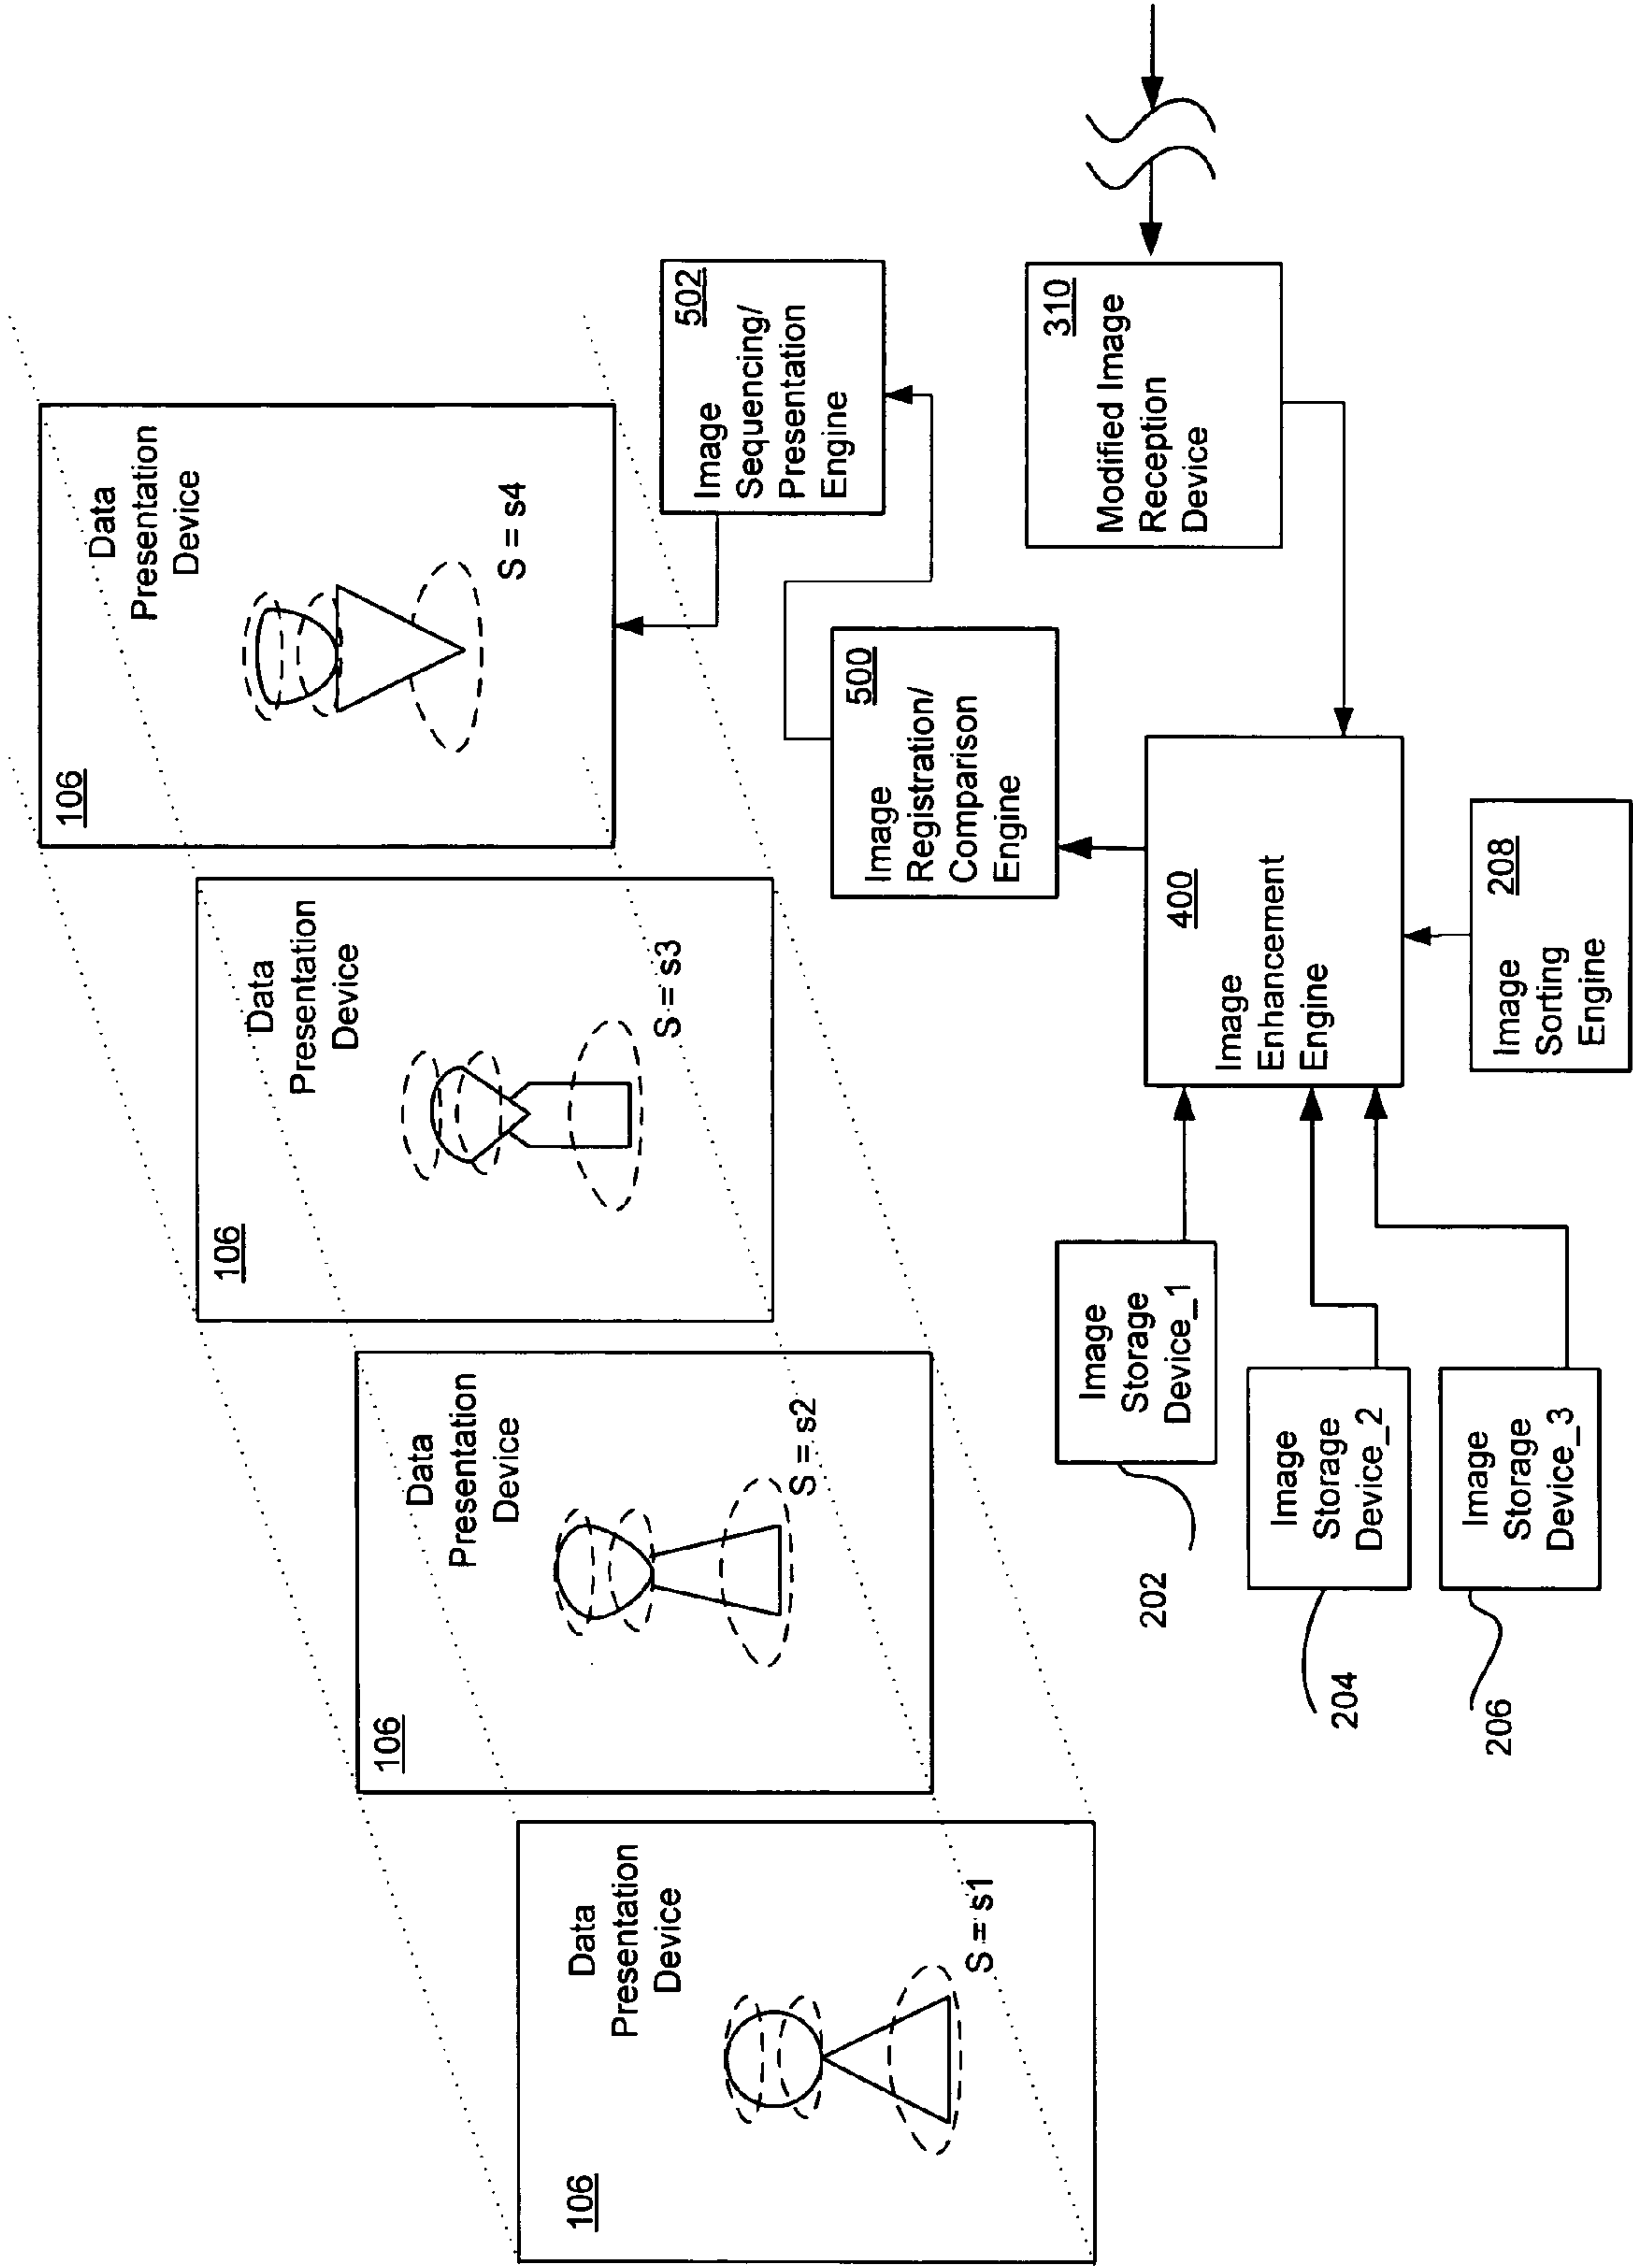 106
Data
Presentation
Device
S = s1
106
Data
Presentation
Device
S = s2
106
Data
Presentation
Device
S = s3
106
Data
Presentation
Device
S = s4
202
Image
Storage
Device_1
204
Image
Storage
Device_2
206
Image
Storage
Device_3
400
Image
Enhancement
Engine
208
Image
Sorting
Engine
500
Image
Registration/
Comparison
Engine
502
Image
Sequencing/
Presentation
Engine
310
Modified Image
Reception
Device